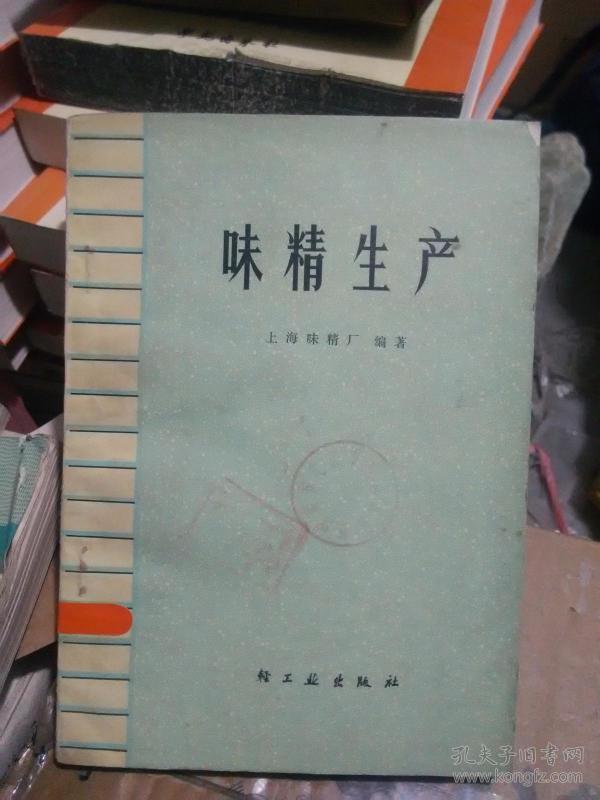 味精生产
上海味精厂 编著
轻工业出版社
孔夫子旧书网
www.kongfz.com